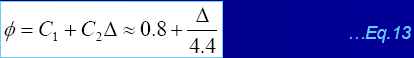 ϕ = C₁ + C₂Δ ≈ 0.8 + Δ/4.4 ...Eq.13